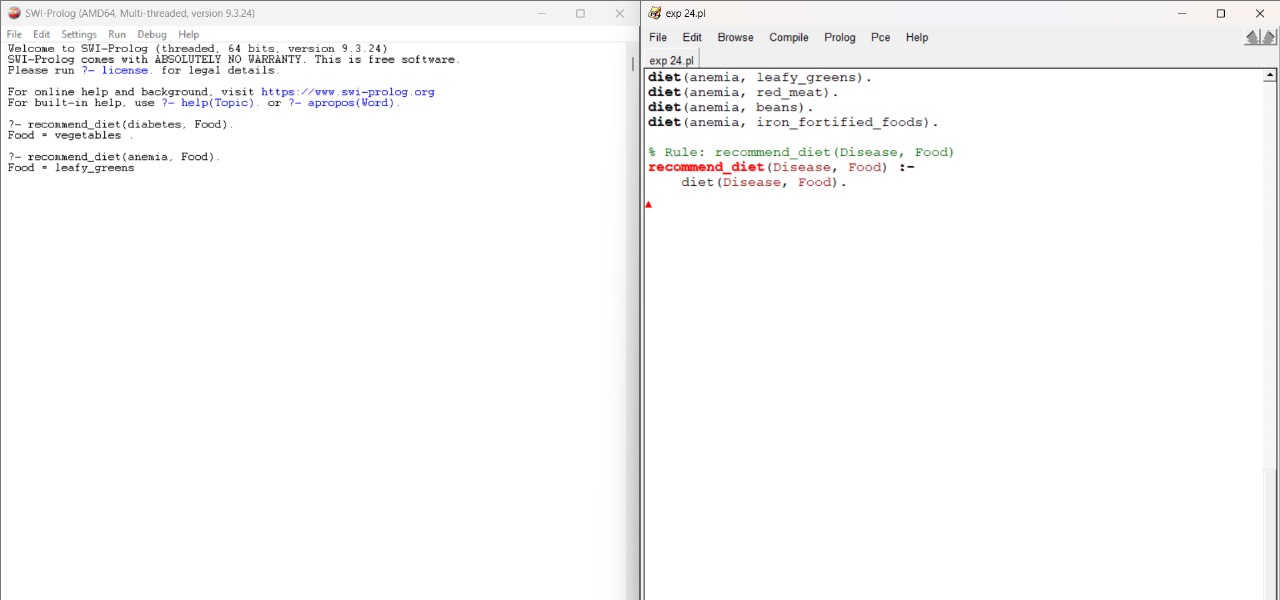 SWI-Prolog (AMD64, Multi-threaded, version 9.3.24)
File Edit Settings Run Debug Help
Welcome to SWI-Prolog (threaded, 64 bits, version 9.3.24)
SWI-Prolog comes with ABSOLUTELY NO WARRANTY. This is free software.
Please run ?- license. for legal details.
For online help and background, visit https://www.swi-prolog.org
For built-in help, use ?- help(Topic). or ?- apropos(Word).
?- recommend_diet(diabetes, Food).
Food = vegetables .
?- recommend_diet(anemia, Food).
Food = leafy_greens
exp 24.pl
File Edit Browse Compile Prolog Pce Help
exp 24.pl
diet(anemia, leafy_greens).
diet(anemia, red_meat).
diet(anemia, beans).
diet(anemia, iron_fortified_foods).
% Rule: recommend_diet(Disease, Food)
recommend_diet(Disease, Food) :-
diet(Disease, Food).